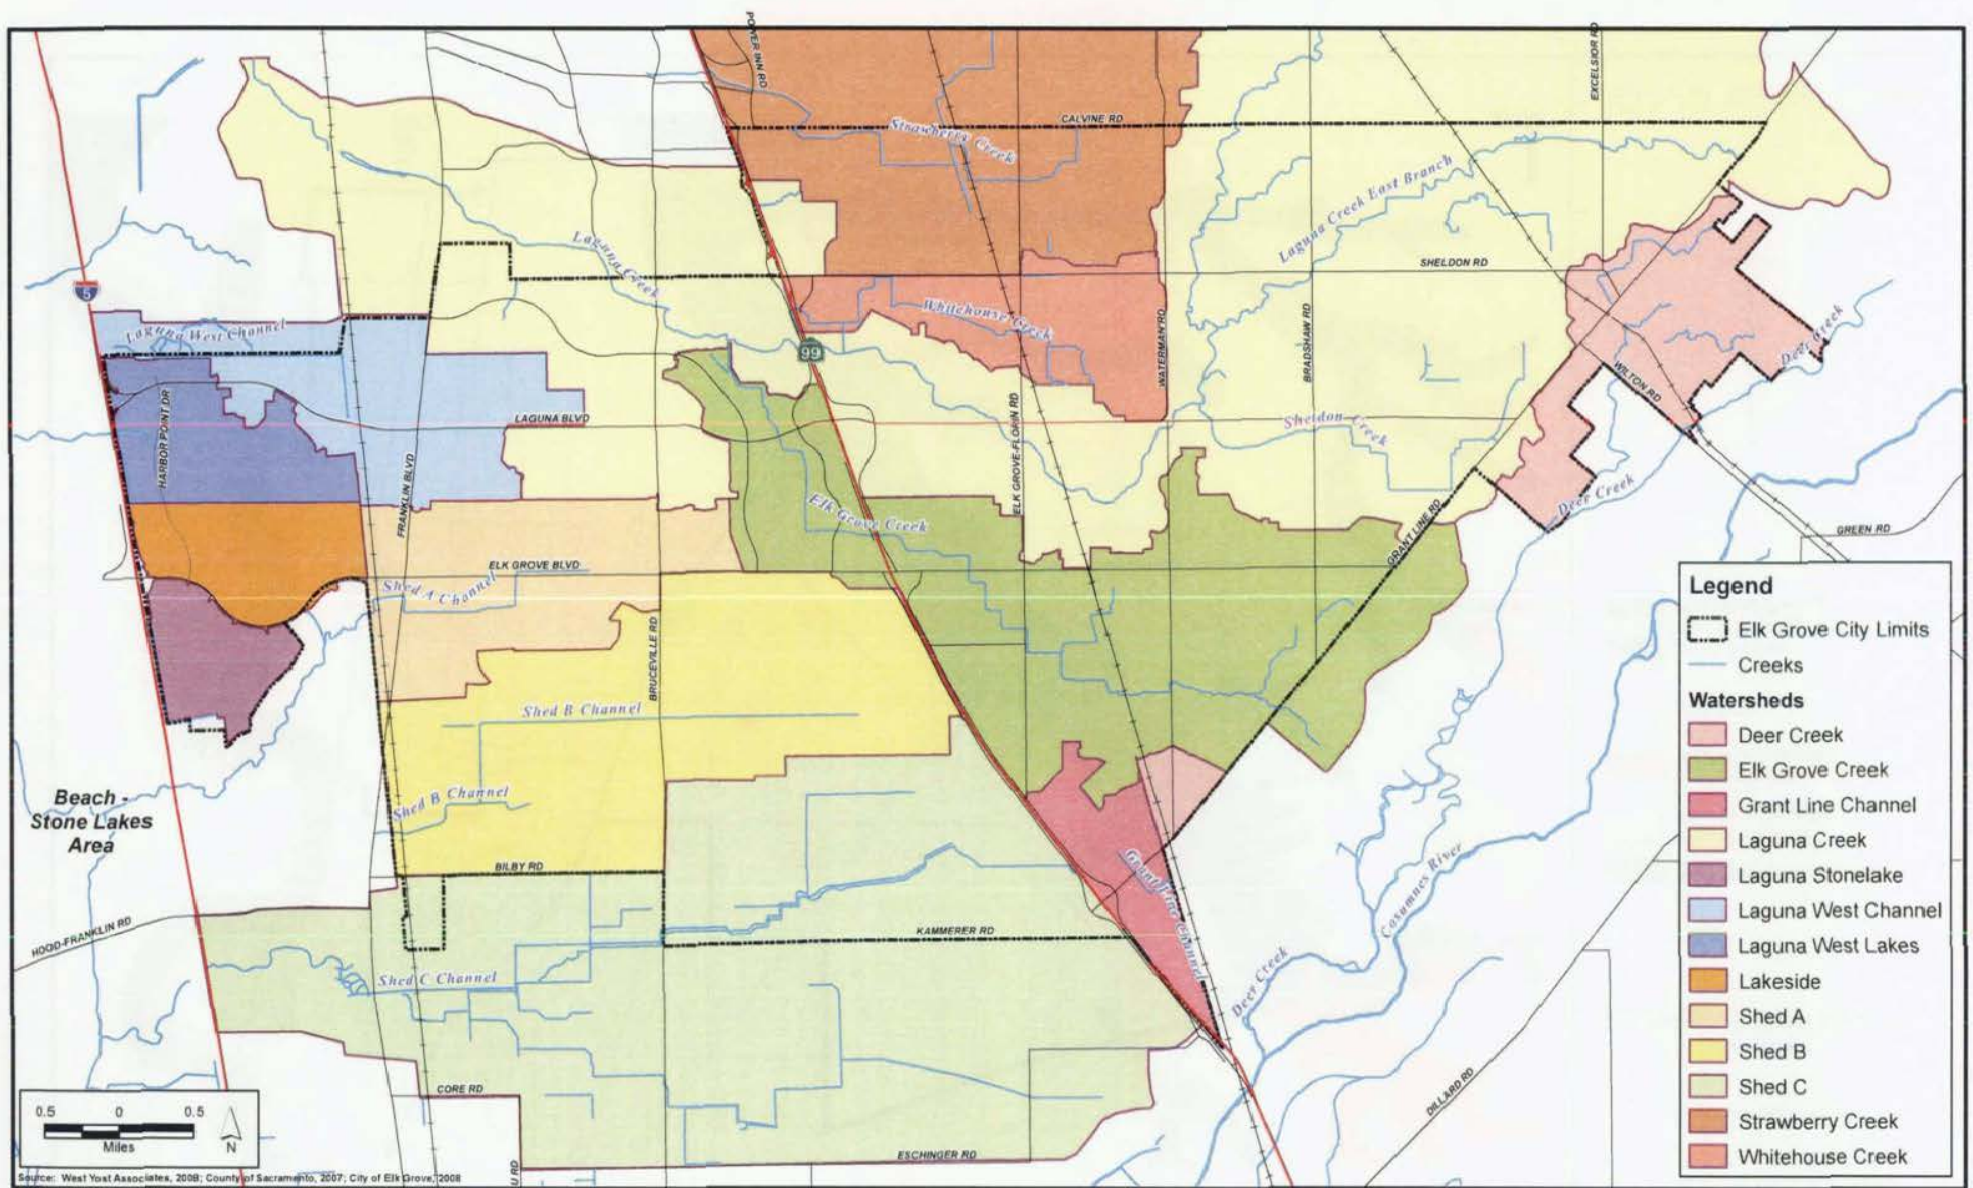 POWER INN RD
EXCELSIOR RD
CALVINE RD
Strawberry Creek
Laguna Creek East Branch
Laguna Creek
SHELDON RD
5
Laguna West Channel
Whitehouse Creek
99
WATERMAN RD
BRADSHAW RD
Deer Creek
WILTON RD
HARBOR POINT DR
LAGUNA BLVD
ELK GROVE-FLORIN RD
Sheldon Creek
FRANKLIN BLVD
Elk Grove Creek
GRANT LINE RD
Deer Creek
GREEN RD
ELK GROVE BLVD
Shed A Channel
BRUCEVILLE RD
Shed B Channel
Shed B Channel
Beach -
Stone Lakes
Area
BILBY RD
Grant Line Channel
Cosumnes River
HOOD-FRANKLIN RD
KAMMERER RD
Shed C Channel
Deer Creek
CORE RD
DILLARD RD
ESCHINGER RD
U RD
Legend
Elk Grove City Limits
Creeks
Watersheds
Deer Creek
Elk Grove Creek
Grant Line Channel
Laguna Creek
Laguna Stonelake
Laguna West Channel
Laguna West Lakes
Lakeside
Shed A
Shed B
Shed C
Strawberry Creek
Whitehouse Creek
0.5 0 0.5
Miles
N
Source: West Yost Associates, 2008; County of Sacramento, 2007; City of Elk Grove, 2008